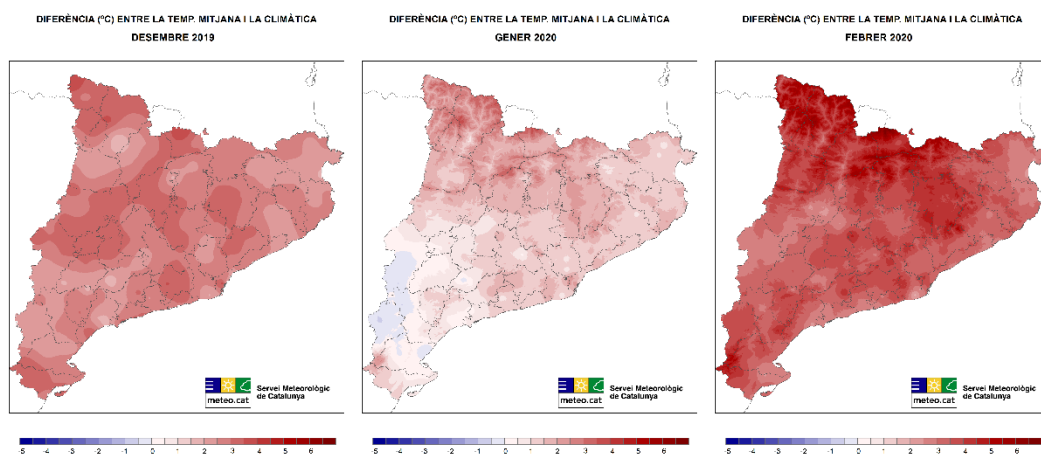 DIFERÈNCIA (ºC) ENTRE LA TEMP. MITJANA I LA CLIMÀTICA
DESEMBRE 2019
meteo.cat
Servei Meteorològic
de Catalunya
-5 -4 -3 -2 -1 0 1 2 3 4 5 6
DIFERÈNCIA (ºC) ENTRE LA TEMP. MITJANA I LA CLIMÀTICA
GENER 2020
meteo.cat
Servei Meteorològic
de Catalunya
-5 -4 -3 -2 -1 0 1 2 3 4 5 6
DIFERÈNCIA (ºC) ENTRE LA TEMP. MITJANA I LA CLIMÀTICA
FEBRER 2020
meteo.cat
Servei Meteorològic
de Catalunya
-5 -4 -3 -2 -1 0 1 2 3 4 5 6